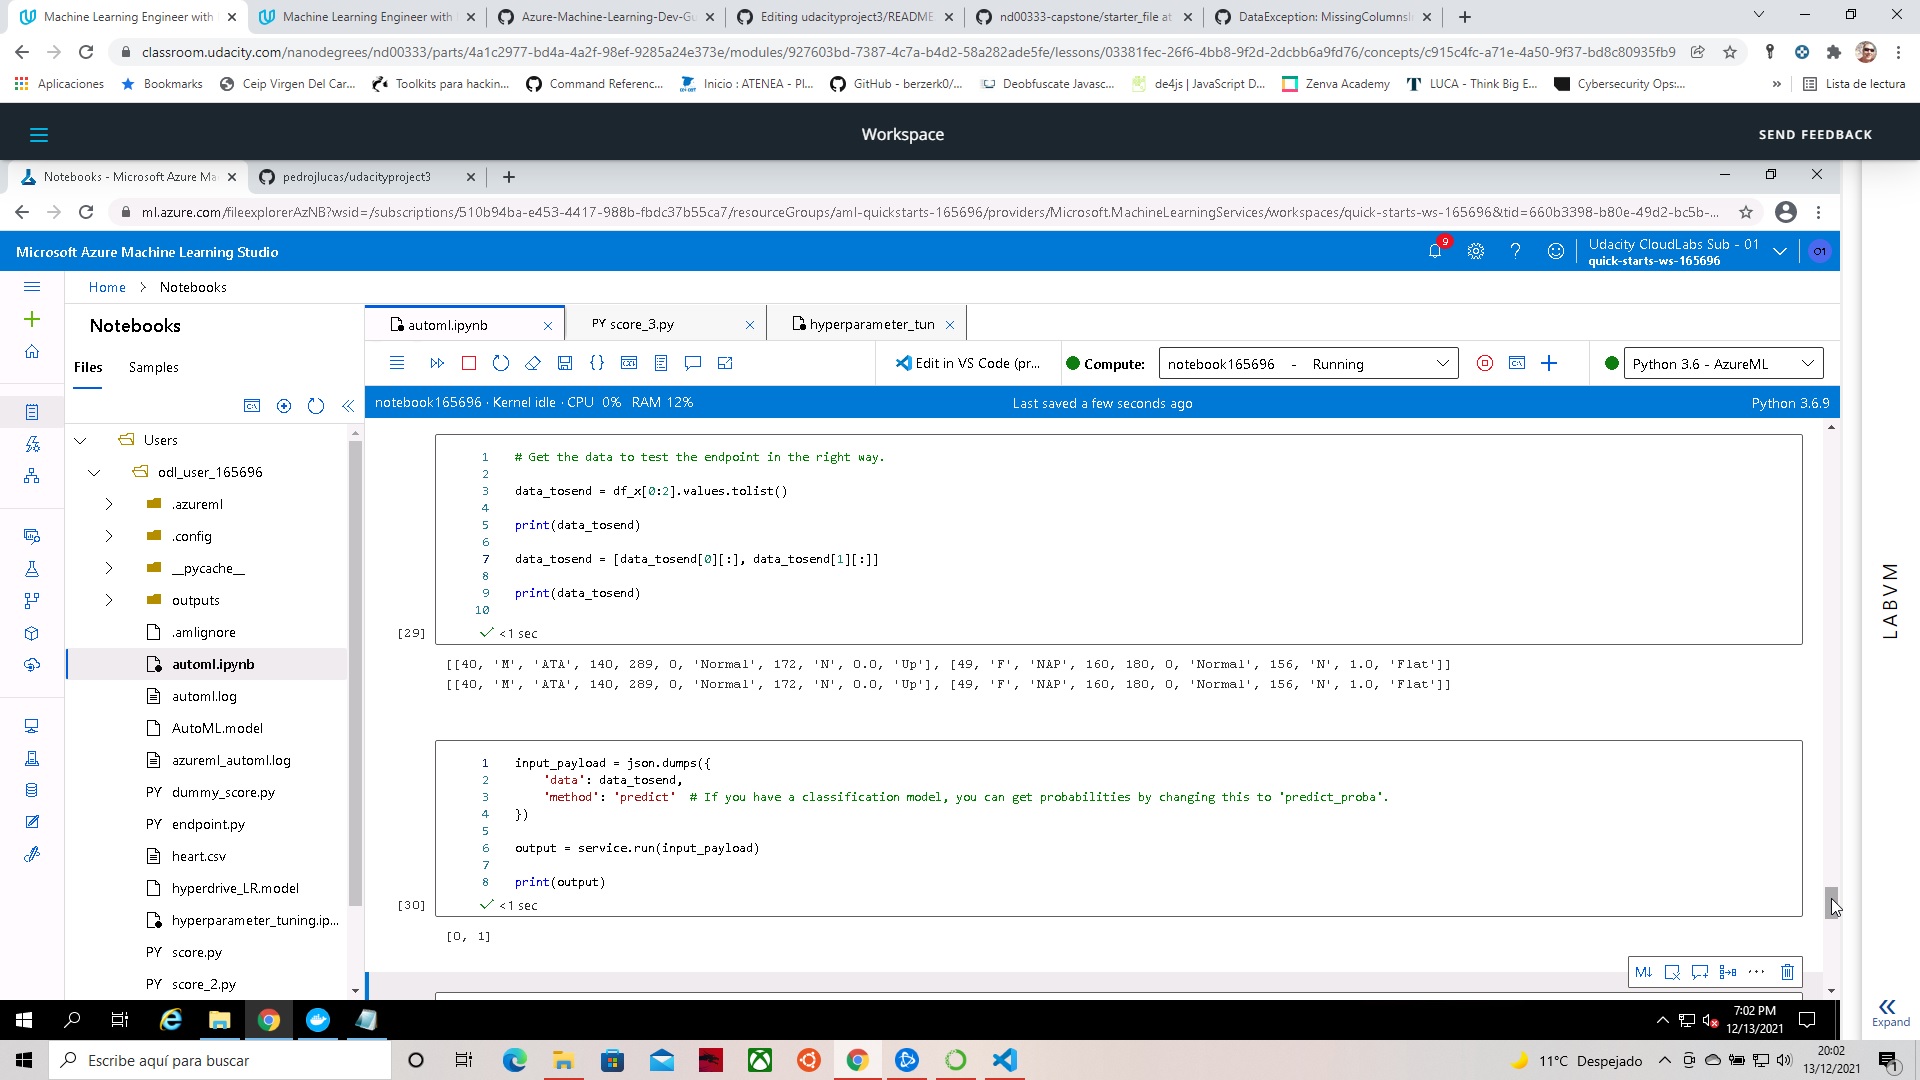 Machine Learning Engineer with
Machine Learning Engineer with
Azure-Machine-Learning-Dev-Gu
Editing udacityproject3/README
nd00333-capstone/starter_file at
DataException: MissingColumnsI
classroom.udacity.com/nanodegrees/nd00333/parts/4a1c2977-bd4a-4a2f-98ef-9285a24e373e/modules/927603bd-7387-4c7a-b4d2-58a282ade5fe/lessons/03381fec-26f6-4bb8-9f2d-2dcbb6a9fd76/concepts/c915c4fc-a71e-4a50-9f37-bd8c80935fb9
Aplicaciones
Bookmarks
Ceip Virgen Del Car...
Toolkits para hackin...
Command Referenc...
Inicio : ATENEA - Pl...
GitHub - berzerk0/...
Deobfuscate Javasc...
de4js | JavaScript D...
Zenva Academy
LUCA - Think Big E...
Cybersecurity Ops:...
»
Lista de lectura
Workspace
SEND FEEDBACK
Notebooks - Microsoft Azure Ma
pedrojlucas/udacityproject3
ml.azure.com/fileexplorerAzNB?wsid=/subscriptions/510b94ba-e453-4417-988b-fbdc37b55ca7/resourceGroups/aml-quickstarts-165696/providers/Microsoft.MachineLearningServices/workspaces/quick-starts-ws-165696&tid=660b3398-b80e-49d2-bc5b-...
Microsoft Azure Machine Learning Studio
9
Udacity CloudLabs Sub - 01
quick-starts-ws-165696
O1
Home > Notebooks
Notebooks
Files
Samples
automl.ipynb
PY score_3.py
hyperparameter_tun
Edit in VS Code (pr...
Compute:
notebook165696 - Running
Python 3.6 - AzureML
notebook165696 · Kernel idle · CPU 0% RAM 12%
Last saved a few seconds ago
Python 3.6.9
Users
odl_user_165696
.azureml
.config
__pycache__
outputs
.amlignore
automl.ipynb
automl.log
AutoML.model
azureml_automl.log
PY dummy_score.py
PY endpoint.py
heart.csv
hyperdrive_LR.model
hyperparameter_tuning.ip...
PY score.py
PY score_2.py
1 # Get the data to test the endpoint in the right way.
2
3 data_tosend = df_x[0:2].values.tolist()
4
5 print(data_tosend)
6
7 data_tosend = [data_tosend[0][:], data_tosend[1][:]]
8
9 print(data_tosend)
10
[29] <1 sec
[[40, 'M', 'ATA', 140, 289, 0, 'Normal', 172, 'N', 0.0, 'Up'], [49, 'F', 'NAP', 160, 180, 0, 'Normal', 156, 'N', 1.0, 'Flat']]
[[40, 'M', 'ATA', 140, 289, 0, 'Normal', 172, 'N', 0.0, 'Up'], [49, 'F', 'NAP', 160, 180, 0, 'Normal', 156, 'N', 1.0, 'Flat']]
1 input_payload = json.dumps({
2 'data': data_tosend,
3 'method': 'predict' # If you have a classification model, you can get probabilities by changing this to 'predict_proba'.
4 })
5
6 output = service.run(input_payload)
7
8 print(output)
[30] <1 sec
[0, 1]
M↓
LABVM
Expand
7:02 PM
12/13/2021
Escribe aquí para buscar
11°C Despejado
20:02
13/12/2021
1